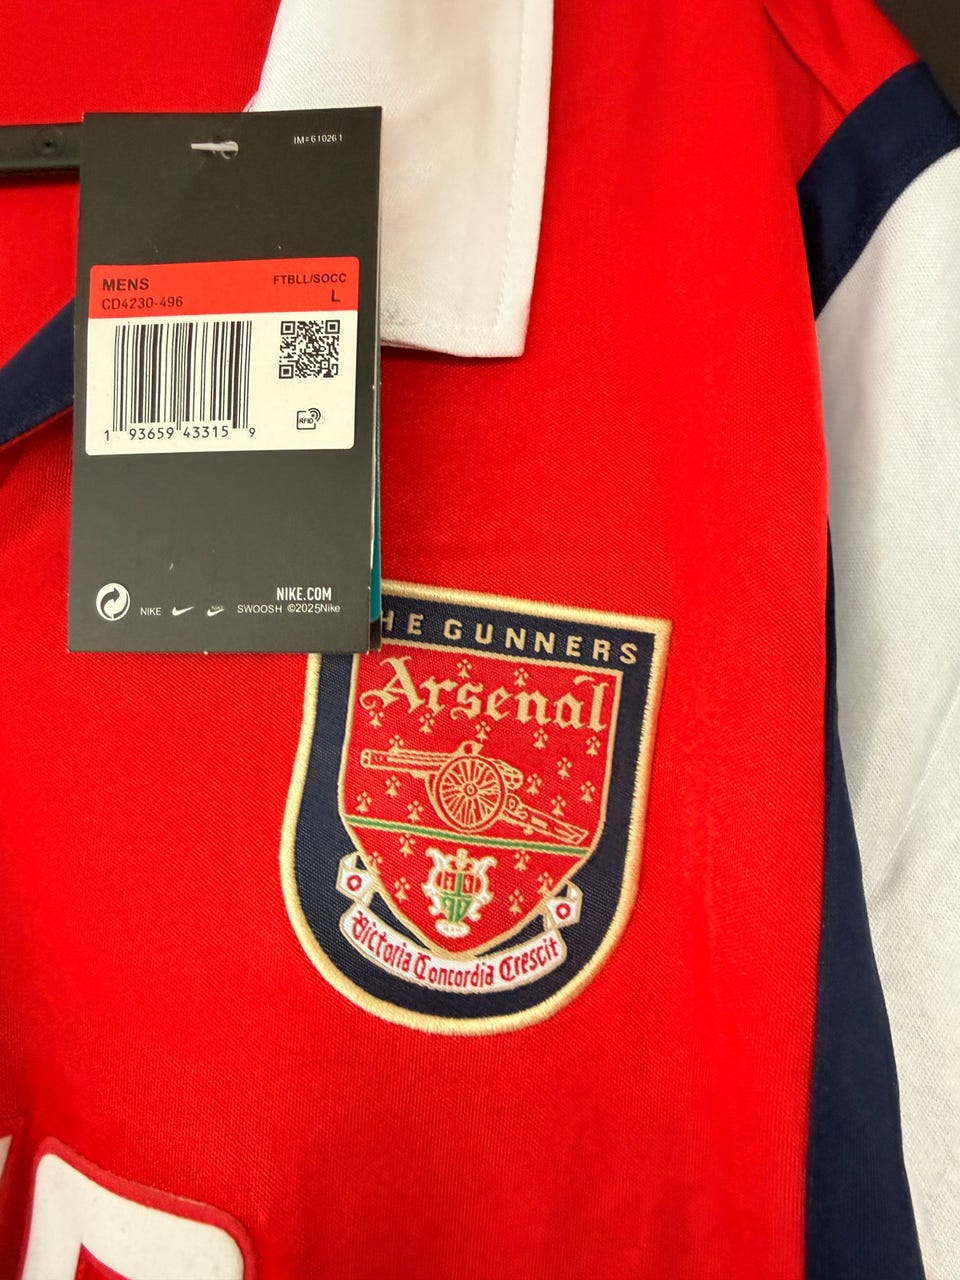 IM#610261
MENS FTBLL/SOCC
CD4230-496 L
1 93659 43315 9
RFID
NIKE.COM
NIKE SWOOSH ©2025Nike
HE GUNNERS
Arsenal
Victoria Concordia Crescit